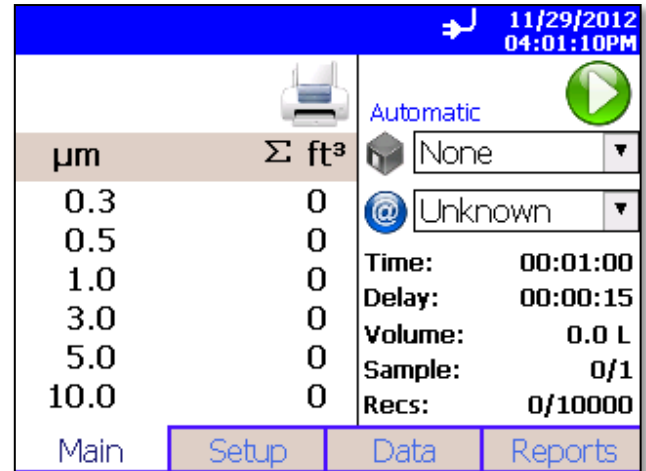 11/29/2012
04:01:10PM
Automatic
µm Σ ft³
None
0.3 0
@ Unknown
0.5 0
1.0 0
3.0 0
5.0 0
10.0 0
Time: 00:01:00
Delay: 00:00:15
Volume: 0.0 L
Sample: 0/1
Recs: 0/10000
Main Setup Data Reports